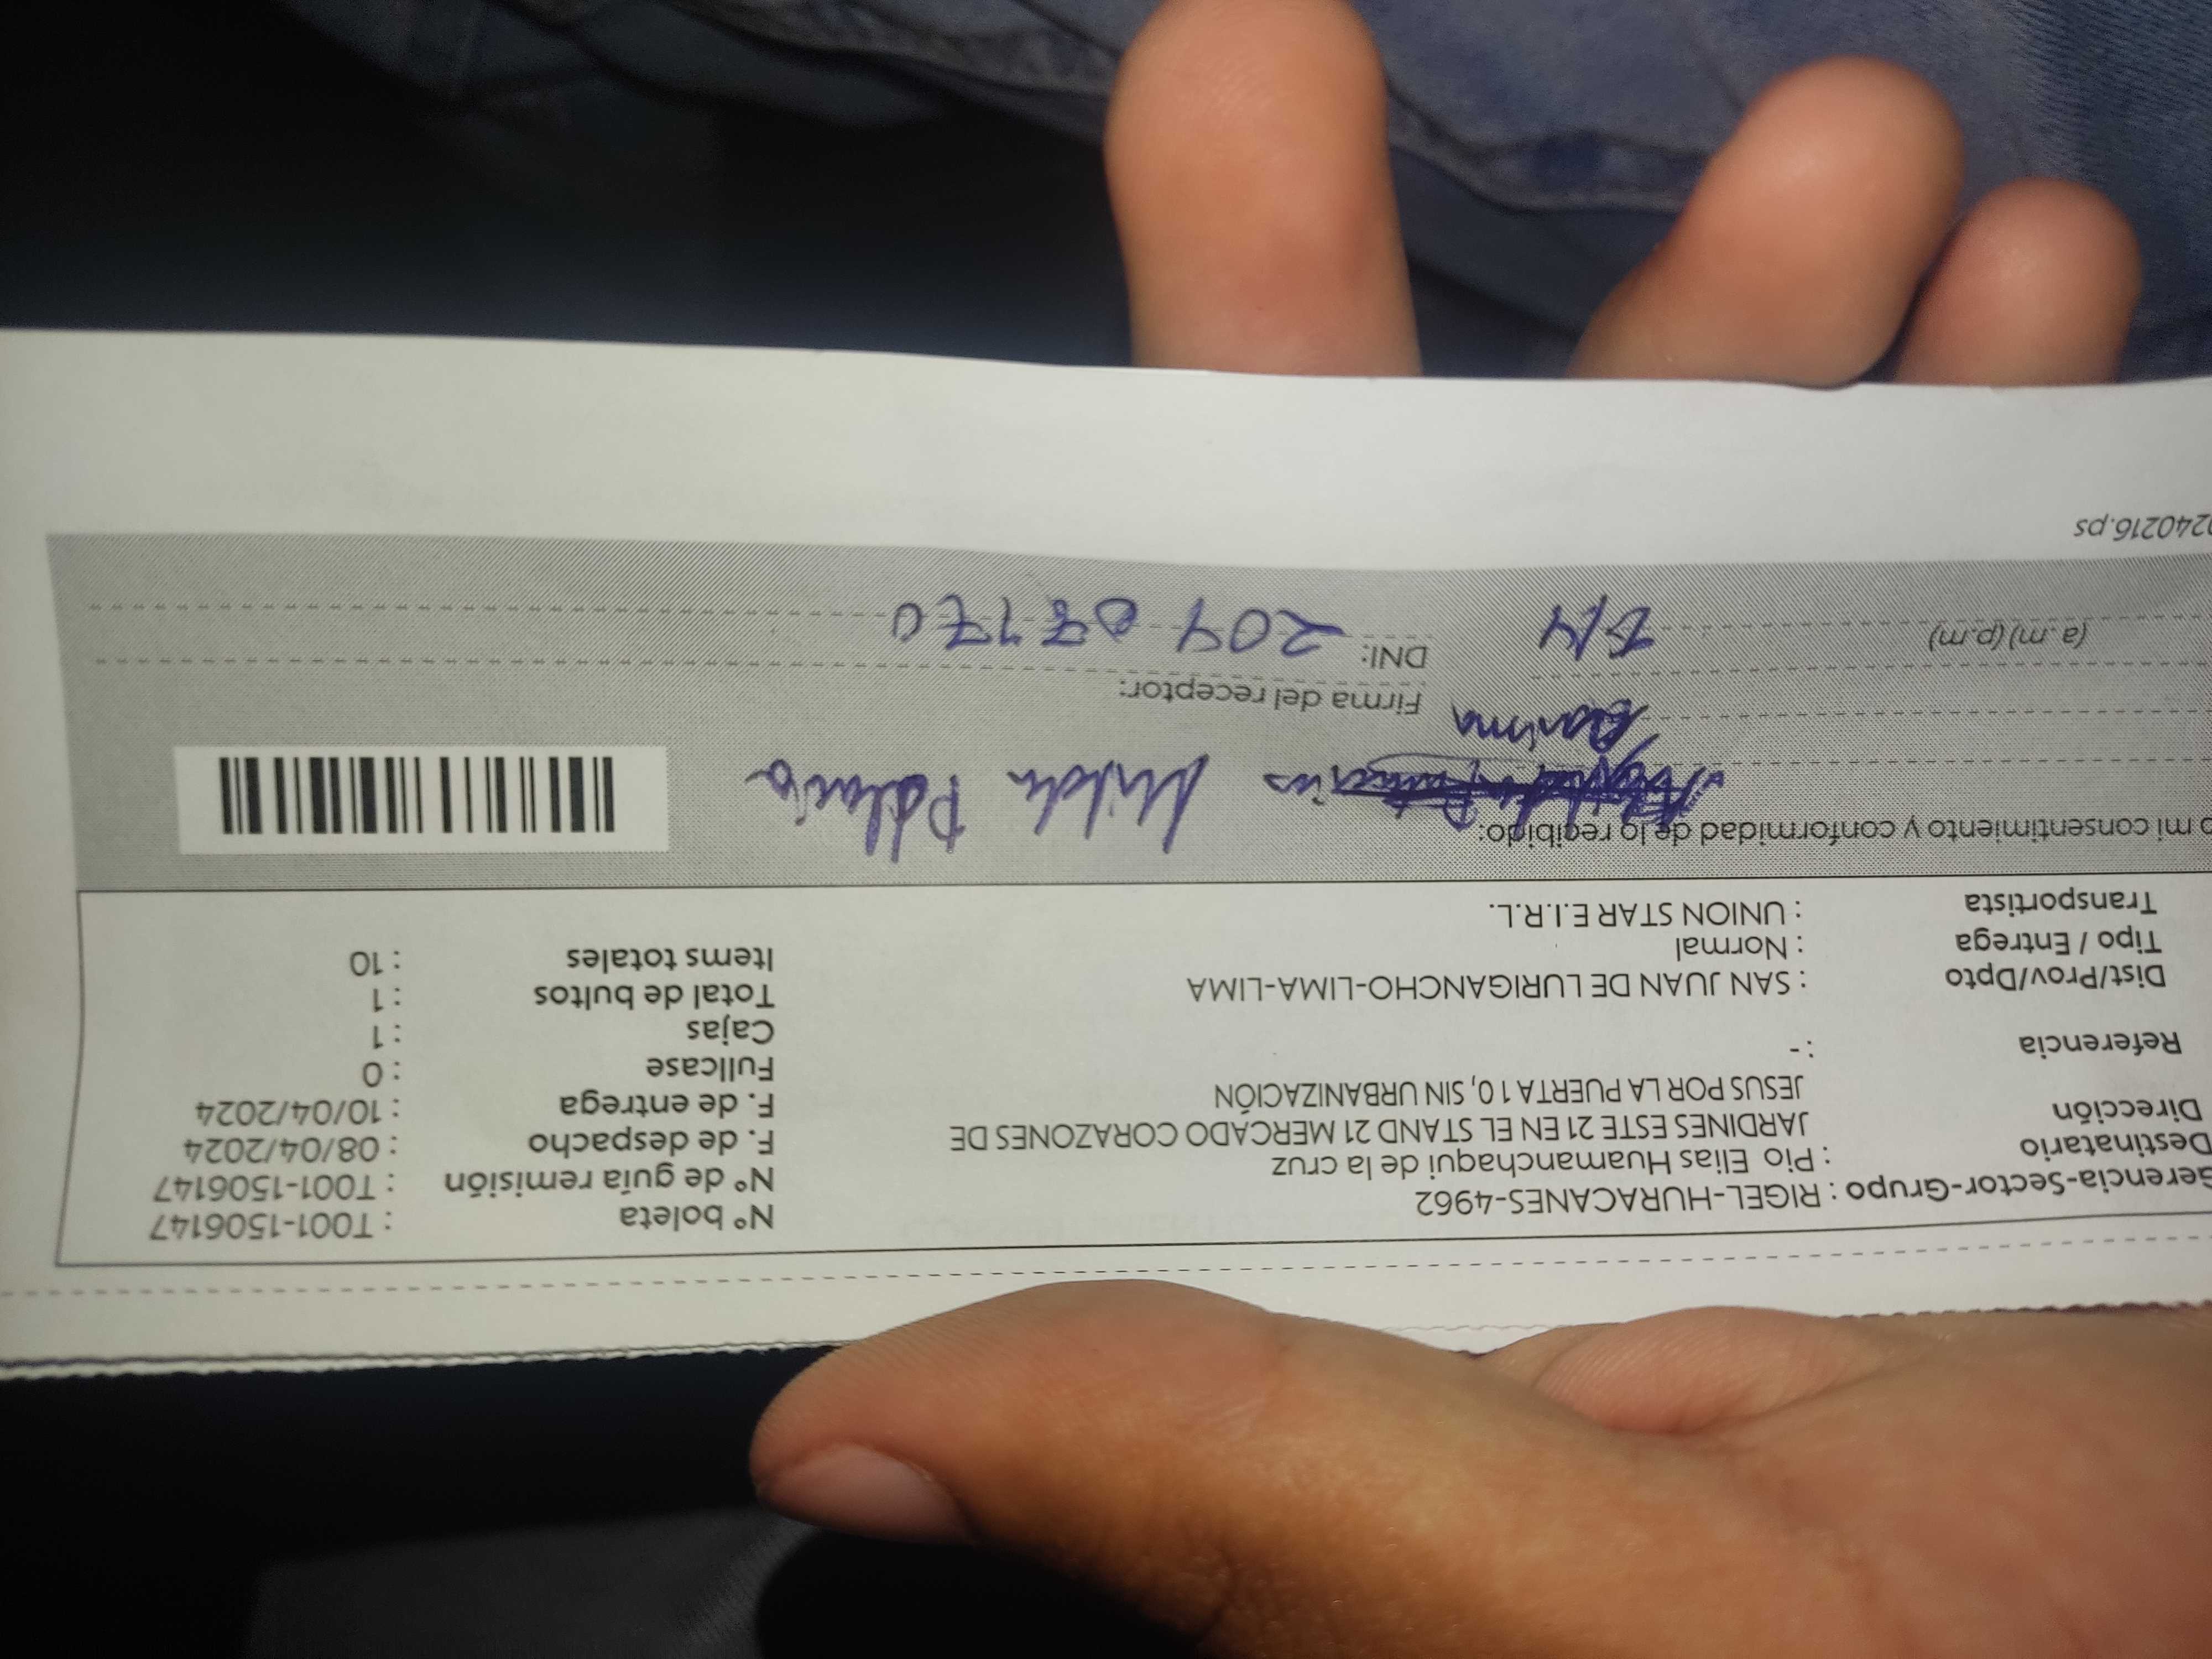 Gerencia-Sector-Grupo : RIGEL-HURACANES-4962
Destinatario : Pio Elias Huamanchaqui de la cruz
Dirección JARDINES ESTE 21 EN EL STAND 21 MERCADO CORAZONES DE
JESUS POR LA PUERTA 10, SIN URBANIZACIÓN
Referencia : -
Dist/Prov/Dpto : SAN JUAN DE LURIGANCHO-LIMA-LIMA
Tipo / Entrega : Normal
Transportista : UNION STAR E.I.R.L.
Nº boleta : T001-1506147
Nº de guía remisión : T001-1506147
F. de despacho : 08/04/2024
F. de entrega : 10/04/2024
Fullcase : 0
Cajas : 1
Total de bultos : 1
Items totales : 10
mi consentimiento y conformidad de lo recibido:
Palacios
Firma del receptor:
(a.m) (p.m)
DNI:
240216.ps